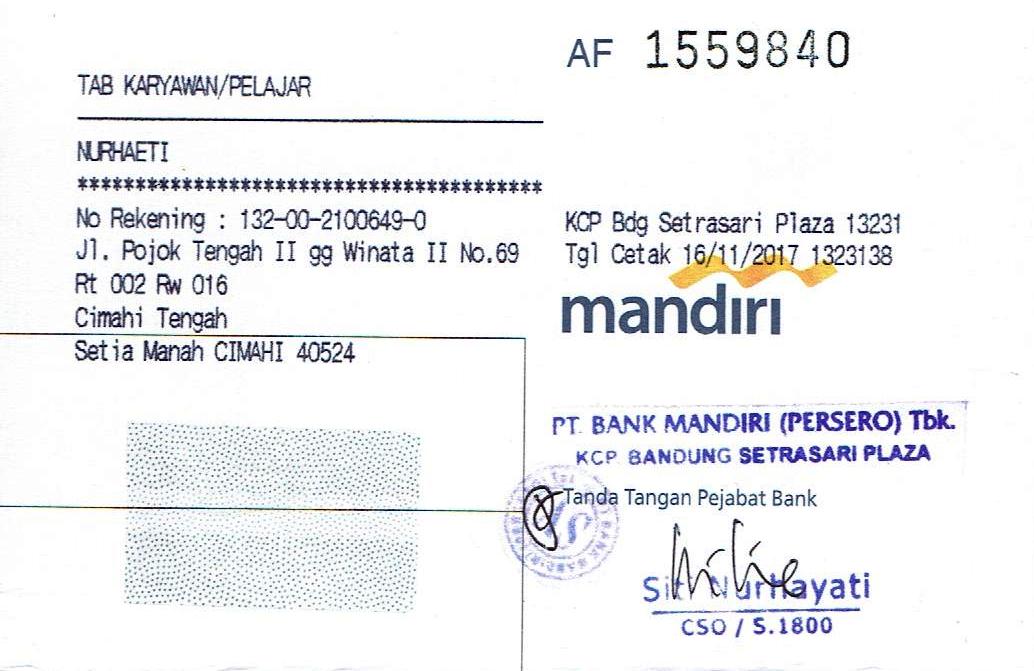 AF 1559840
TAB KARYAWAN/PELAJAR
NURHAETI
****************************************
No Rekening : 132-00-2100649-0
Jl. Pojok Tengah II gg Winata II No.69
Rt 002 Rw 016
Cimahi Tengah
Setia Manah CIMAHI 40524
KCP Bdg Setrasari Plaza 13231
Tgl Cetak 16/11/2017 1323138
mandiri
PT. BANK MANDIRI (PERSERO) Tbk.
KCP. BANDUNG SETRASARI PLAZA
Tanda Tangan Pejabat Bank
Siti Nurhayati
CSO / S.1800